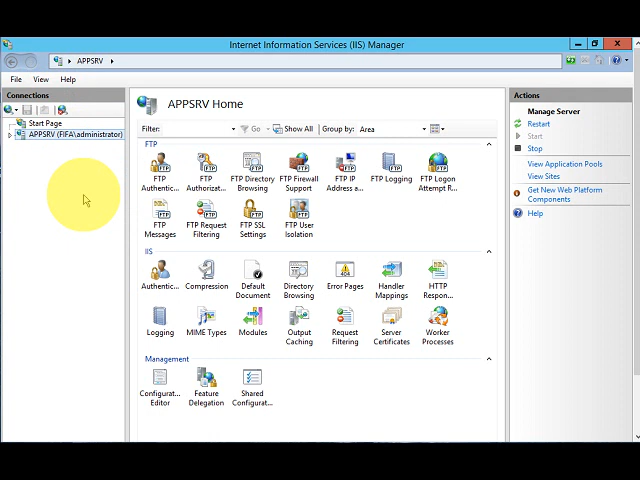 Internet Information Services (IIS) Manager
APPSRV
File View Help
Connections
Start Page
APPSRV (FIFA\administrator)
APPSRV Home
Filter: Go Show All Group by: Area
FTP
FTP Authentic...
FTP Authorizat...
FTP Directory Browsing
FTP Firewall Support
FTP IP Address a...
FTP Logging
FTP Logon Attempt R...
FTP Messages
FTP Request Filtering
FTP SSL Settings
FTP User Isolation
IIS
Authentic...
Compression
Default Document
Directory Browsing
Error Pages
Handler Mappings
HTTP Respon...
Logging
MIME Types
Modules
Output Caching
Request Filtering
Server Certificates
Worker Processes
Management
Configurat... Editor
Feature Delegation
Shared Configurat...
Actions
Manage Server
Restart
Start
Stop
View Application Pools
View Sites
Get New Web Platform
Components
Help